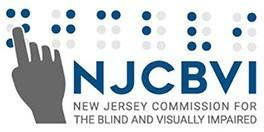 NJCBVI
NEW JERSEY COMMISSION FOR
THE BLIND AND VISUALLY IMPAIRED